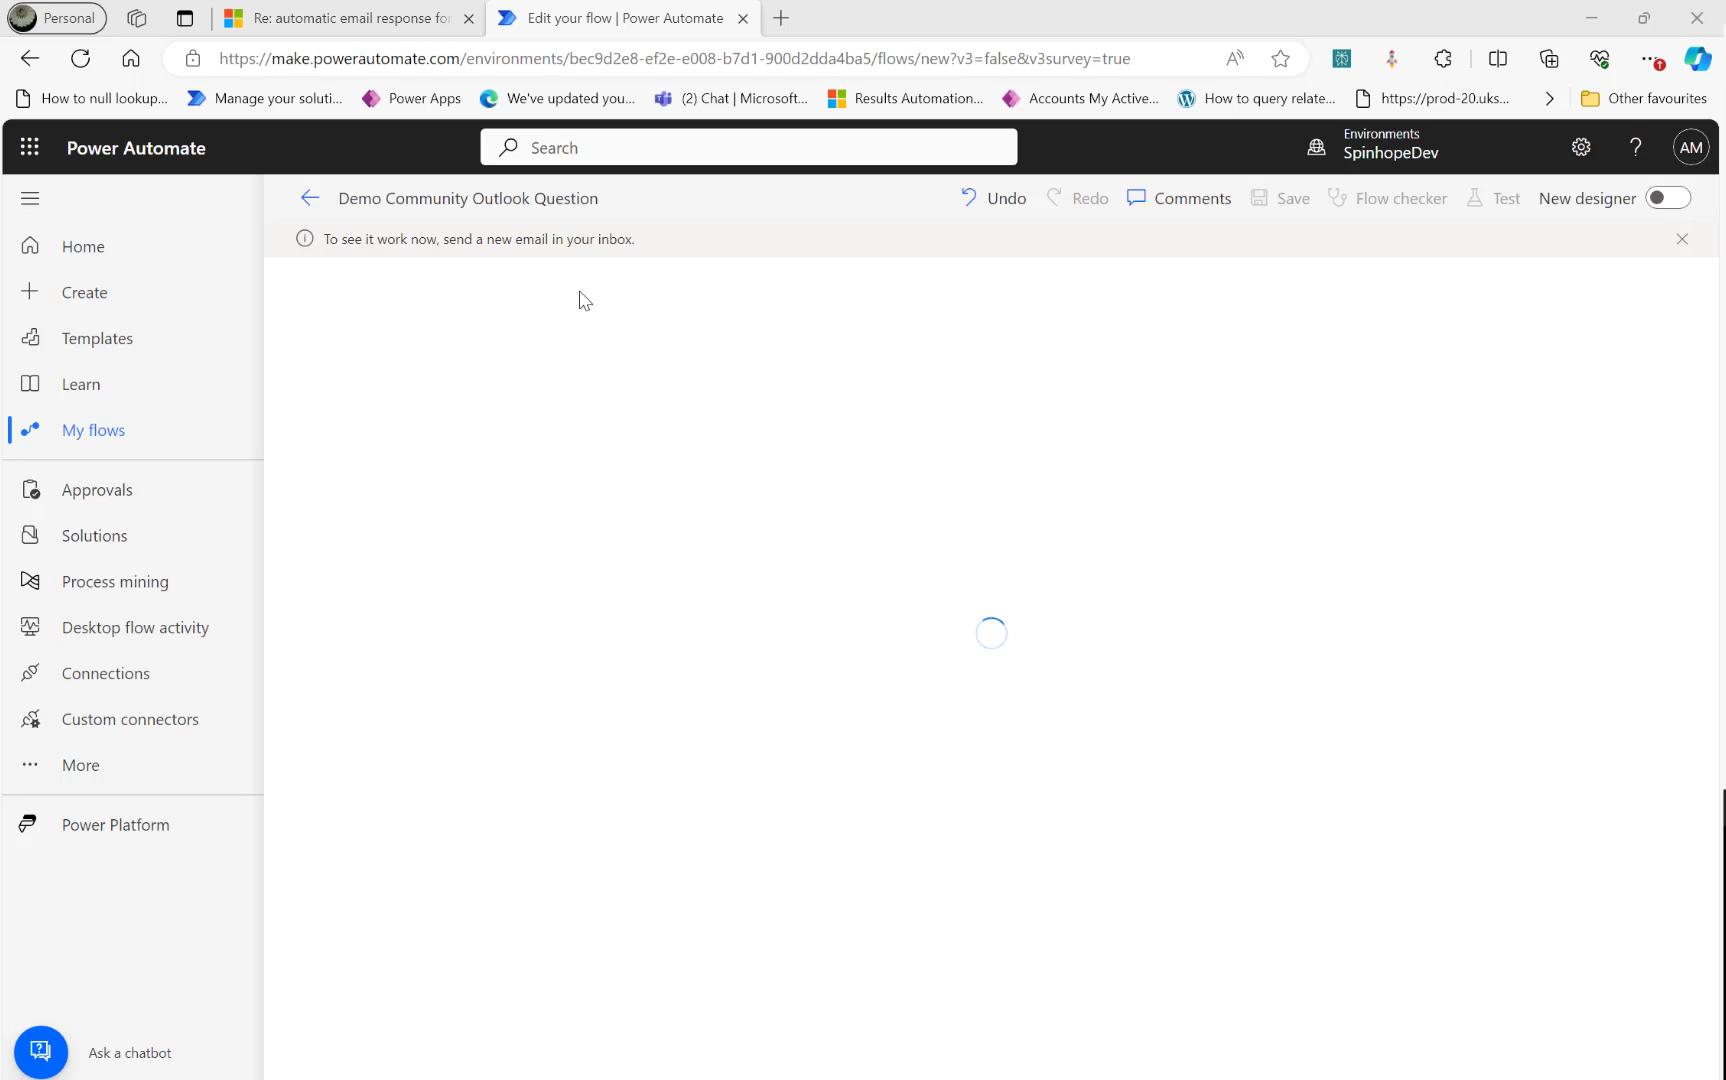 Personal
Re: automatic email response for
Edit your flow | Power Automate
https://make.powerautomate.com/environments/bec9d2e8-ef2e-e008-b7d1-900d2dda4ba5/flows/new?v3=false&v3survey=true
How to null lookup...
Manage your soluti...
Power Apps
We've updated you...
(2) Chat | Microsoft...
Results Automation...
Accounts My Active...
How to query relate...
https://prod-20.uks...
Other favourites
Power Automate
Search
Environments
SpinhopeDev
AM
Demo Community Outlook Question
Undo
Redo
Comments
Save
Flow checker
Test
New designer
To see it work now, send a new email in your inbox.
Home
Create
Templates
Learn
My flows
Approvals
Solutions
Process mining
Desktop flow activity
Connections
Custom connectors
More
Power Platform
Ask a chatbot